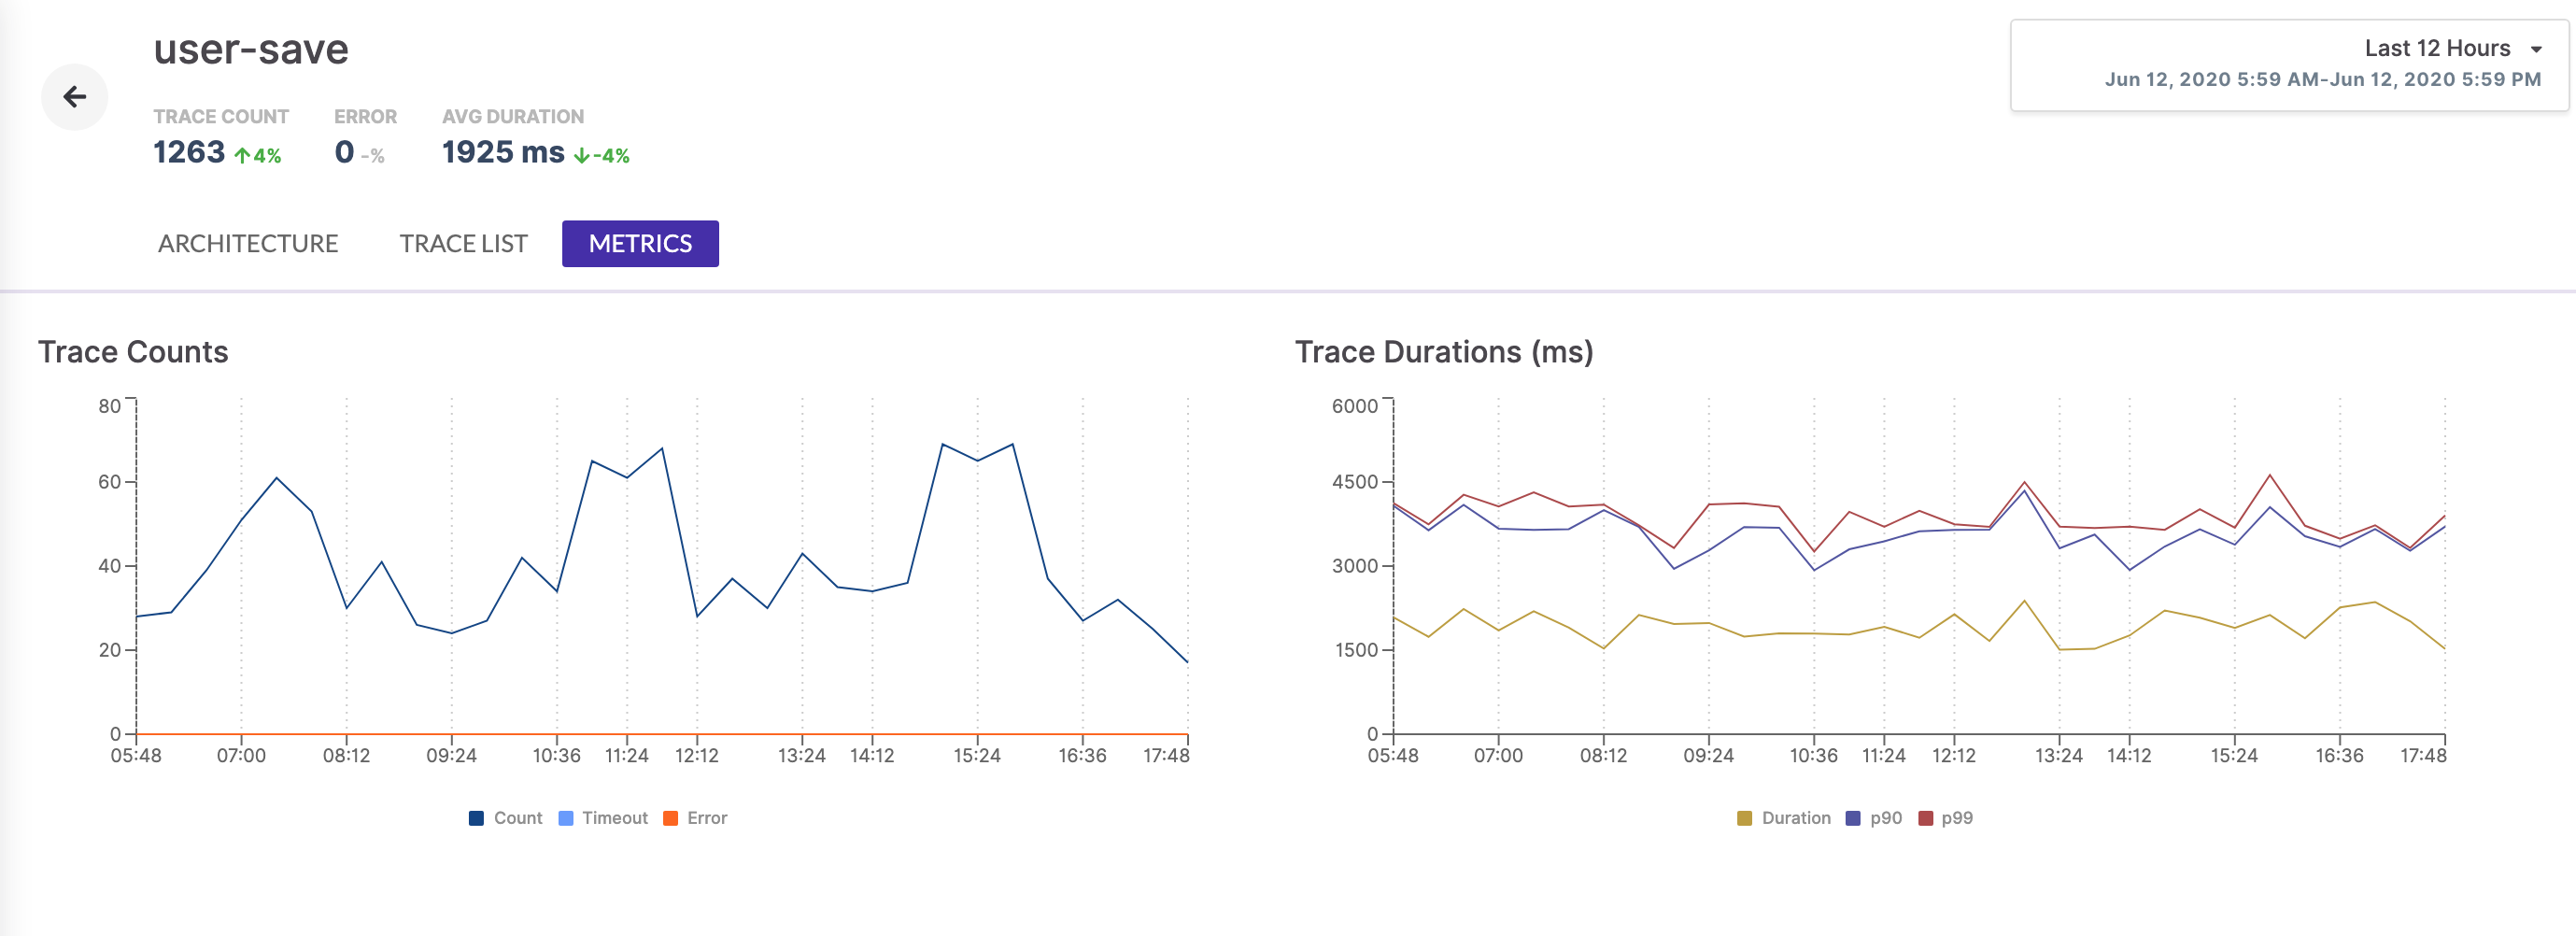 user-save
Last 12 Hours
Jun 12, 2020 5:59 AM-Jun 12, 2020 5:59 PM
TRACE COUNT ERROR AVG DURATION
1263 ↑4% 0 -% 1925 ms ↓-4%
ARCHITECTURE TRACE LIST METRICS
Trace Counts
80
60
40
20
0
05:48 07:00 08:12 09:24 10:36 11:24 12:12 13:24 14:12 15:24 16:36 17:48
Count Timeout Error
Trace Durations (ms)
6000
4500
3000
1500
0
05:48 07:00 08:12 09:24 10:36 11:24 12:12 13:24 14:12 15:24 16:36 17:48
Duration p90 p99